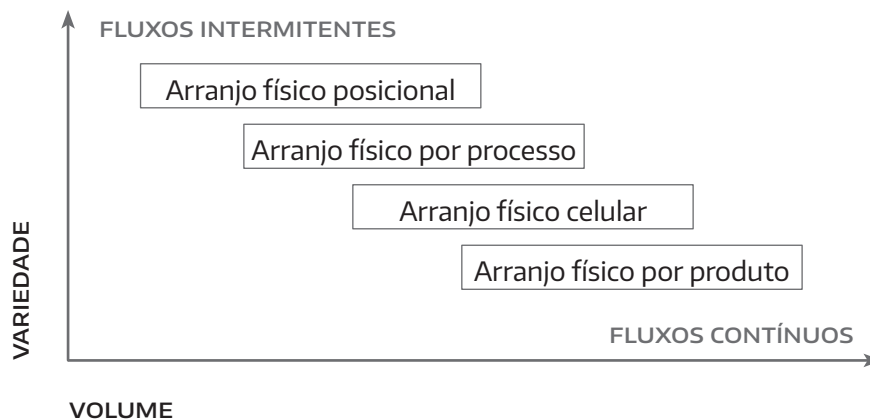 FLUXOS INTERMITENTES
Arranjo físico posicional
Arranjo físico por processo
Arranjo físico celular
Arranjo físico por produto
VARIEDADE
FLUXOS CONTÍNUOS
VOLUME